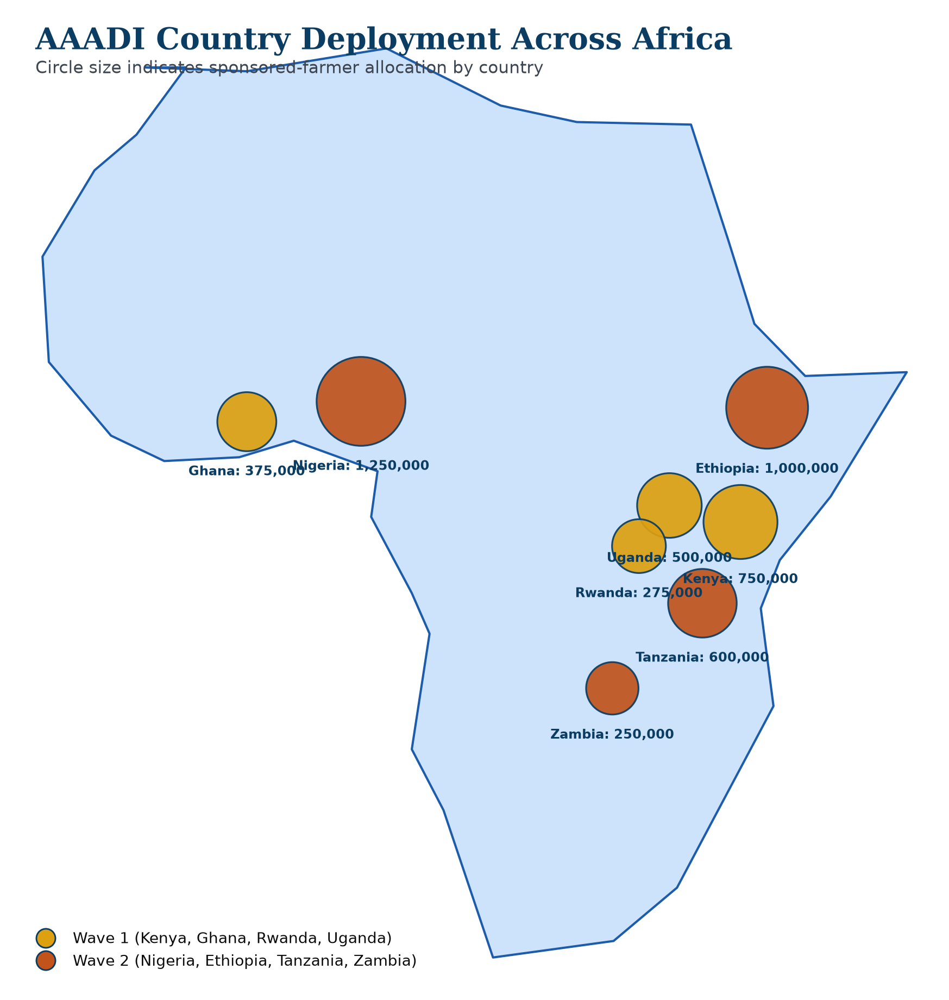 AAADI Country Deployment Across Africa
Circle size indicates sponsored-farmer allocation by country
Nigeria: 1,250,000
Ghana: 375,000
Ethiopia: 1,000,000
Uganda: 500,000
Kenya: 750,000
Rwanda: 275,000
Tanzania: 600,000
Zambia: 250,000
Wave 1 (Kenya, Ghana, Rwanda, Uganda)
Wave 2 (Nigeria, Ethiopia, Tanzania, Zambia)